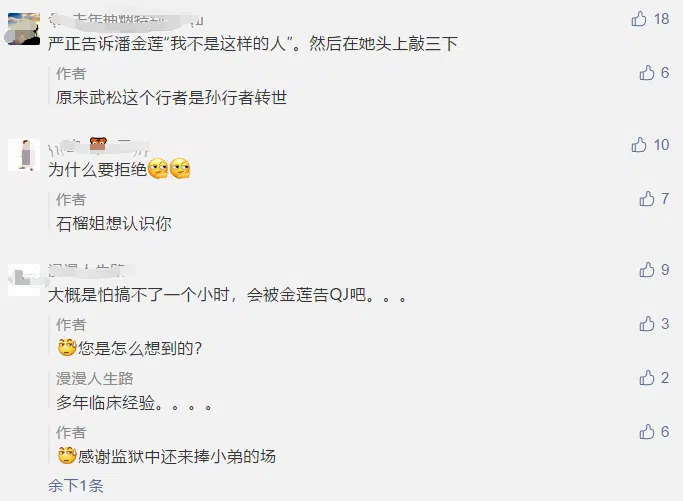 18
严正告诉潘金莲“我不是这样的人”。然后在她头上敲三下
作者
6
原来武松这个行者是孙行者转世
10
为什么要拒绝
作者
7
石榴姐想认识你
漫漫人生路
9
大概是怕搞不了一个小时，会被金莲告QJ吧。。。
作者
3
您是怎么想到的?
漫漫人生路
2
多年临床经验。。。。
作者
6
感谢监狱中还来捧小弟的场
余下1条